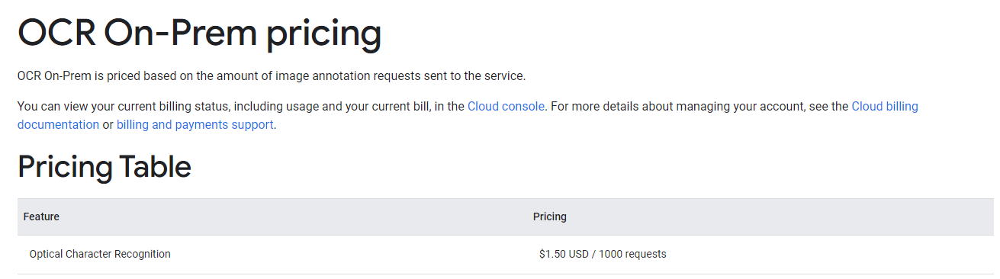 OCR On-Prem pricing
OCR On-Prem is priced based on the amount of image annotation requests sent to the service.
You can view your current billing status, including usage and your current bill, in the Cloud console. For more details about managing your account, see the Cloud billing
documentation or billing and payments support.
Pricing Table
Feature Pricing
Optical Character Recognition $1.50 USD / 1000 requests